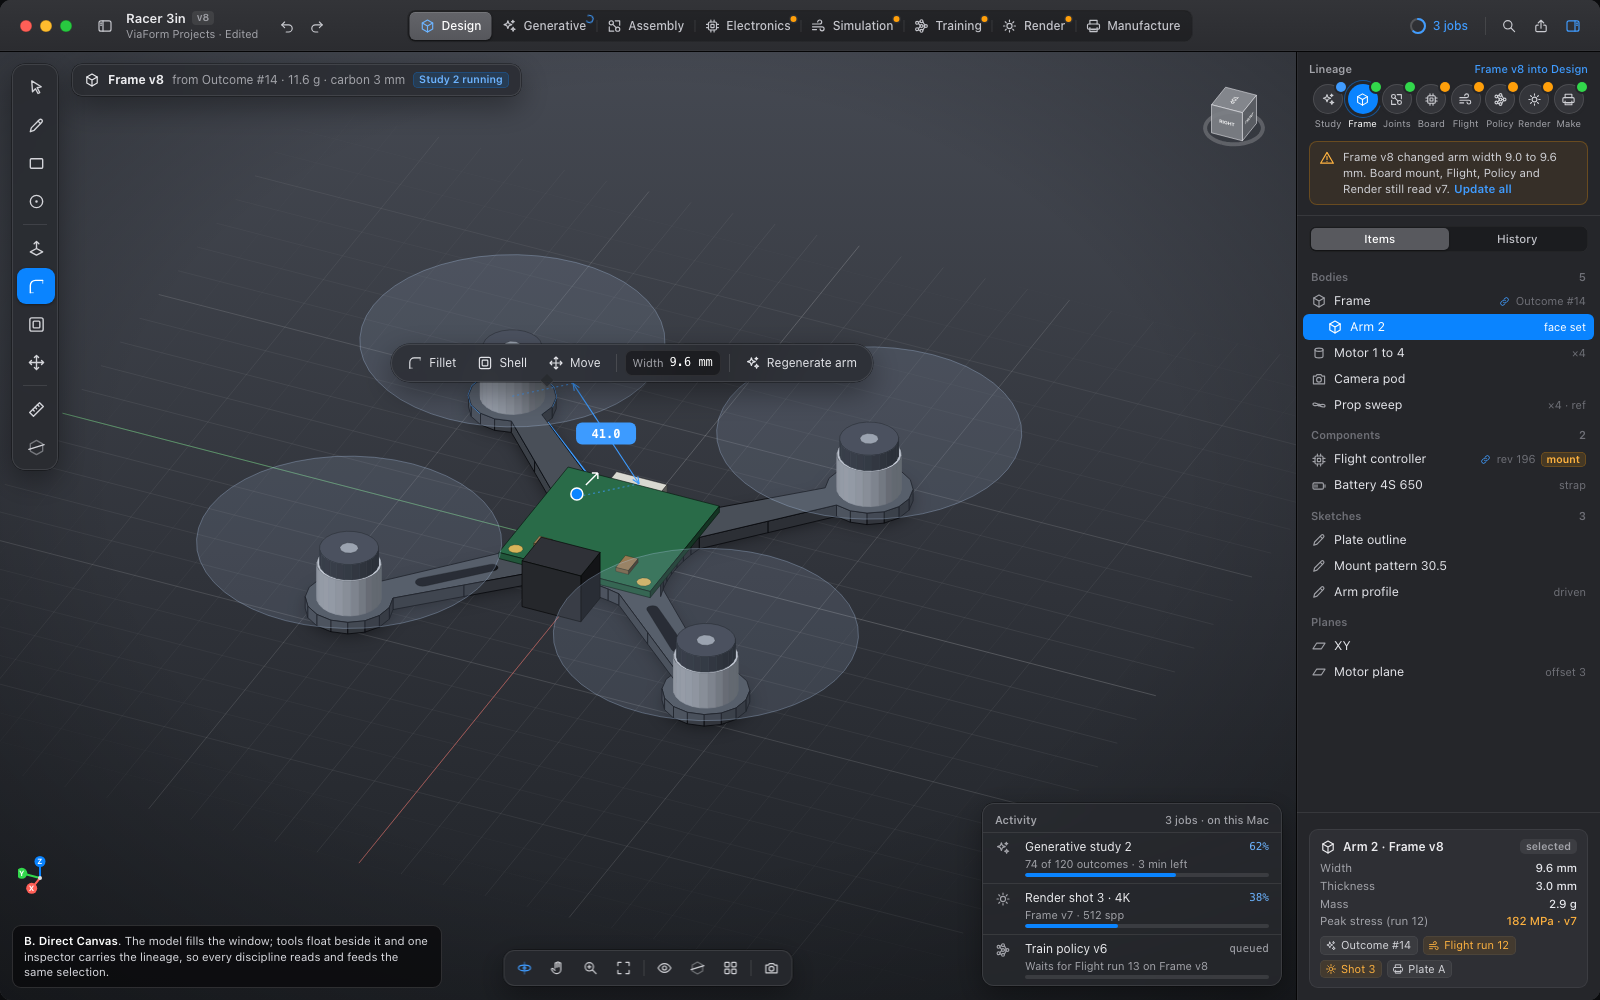 Racer 3in v8
ViaForm Projects · Edited
Design
Generative
Assembly
Electronics
Simulation
Training
Render
Manufacture
3 jobs
Frame v8 from Outcome #14 · 11.6 g · carbon 3 mm Study 2 running
RIGHT
Fillet
Shell
Move
Width 9.6 mm
Regenerate arm
41.0
Z
Y
X
B. Direct Canvas. The model fills the window; tools float beside it and one
inspector carries the lineage, so every discipline reads and feeds the
same selection.
Activity 3 jobs · on this Mac
Generative study 2 62%
74 of 120 outcomes · 3 min left
Render shot 3 · 4K 38%
Frame v7 · 512 spp
Train policy v6 queued
Waits for Flight run 13 on Frame v8
Lineage Frame v8 into Design
Study Frame Joints Board Flight Policy Render Make
Frame v8 changed arm width 9.0 to 9.6
mm. Board mount, Flight, Policy and
Render still read v7. Update all
Items History
Bodies 5
Frame Outcome #14
Arm 2 face set
Motor 1 to 4 ×4
Camera pod
Prop sweep ×4 · ref
Components 2
Flight controller rev 196 mount
Battery 4S 650 strap
Sketches 3
Plate outline
Mount pattern 30.5
Arm profile driven
Planes
XY
Motor plane offset 3
Arm 2 · Frame v8 selected
Width 9.6 mm
Thickness 3.0 mm
Mass 2.9 g
Peak stress (run 12) 182 MPa · v7
Outcome #14 Flight run 12
Shot 3 Plate A